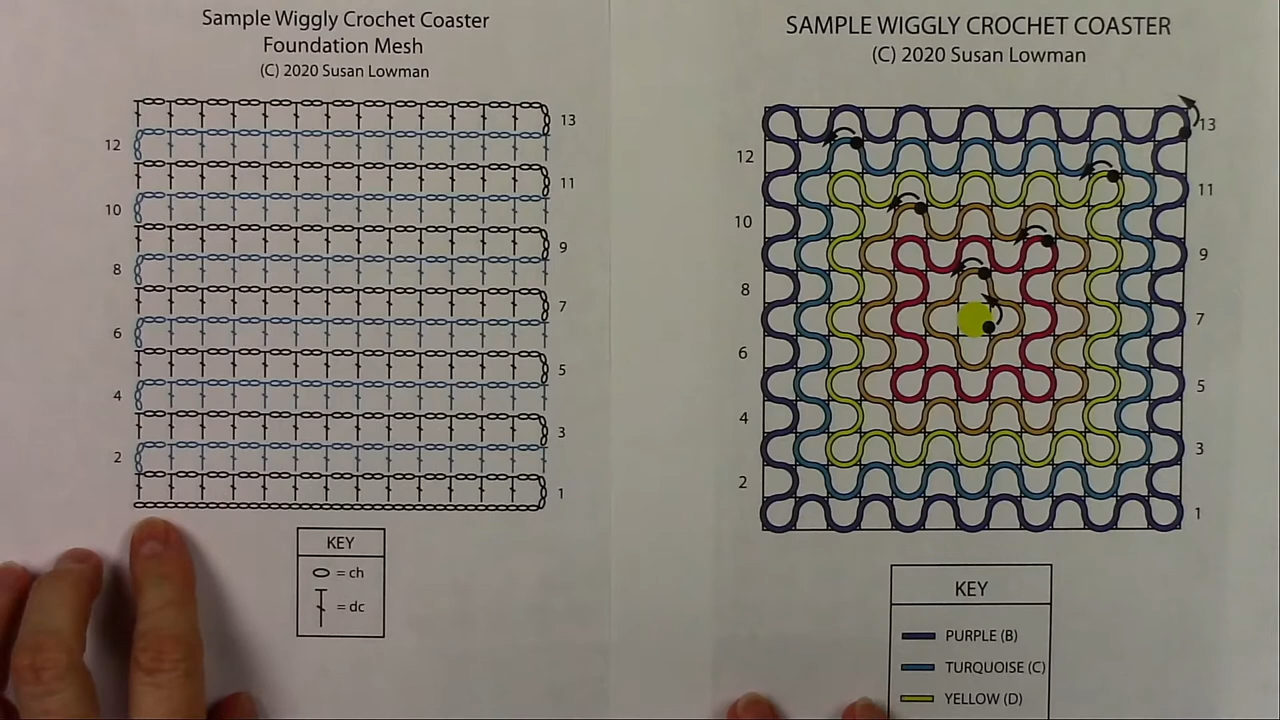 Sample Wiggly Crochet Coaster
Foundation Mesh
(C) 2020 Susan Lowman
13
12
11
10
9
8
7
6
5
4
3
2
1
KEY
= ch
= dc
SAMPLE WIGGLY CROCHET COASTER
(C) 2020 Susan Lowman
13
12
11
10
9
8
7
6
5
4
3
2
1
KEY
PURPLE (B)
TURQUOISE (C)
YELLOW (D)